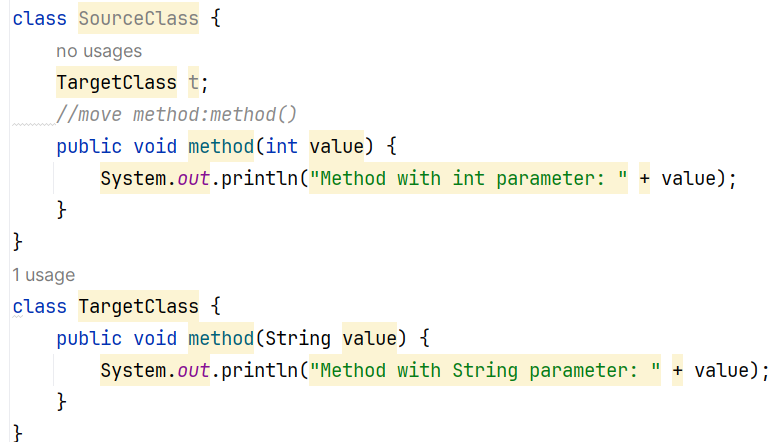 class SourceClass {
no usages
TargetClass t;
//move method:method()
public void method(int value) {
System.out.println("Method with int parameter: " + value);
}
}
1 usage
class TargetClass {
public void method(String value) {
System.out.println("Method with String parameter: " + value);
}
}